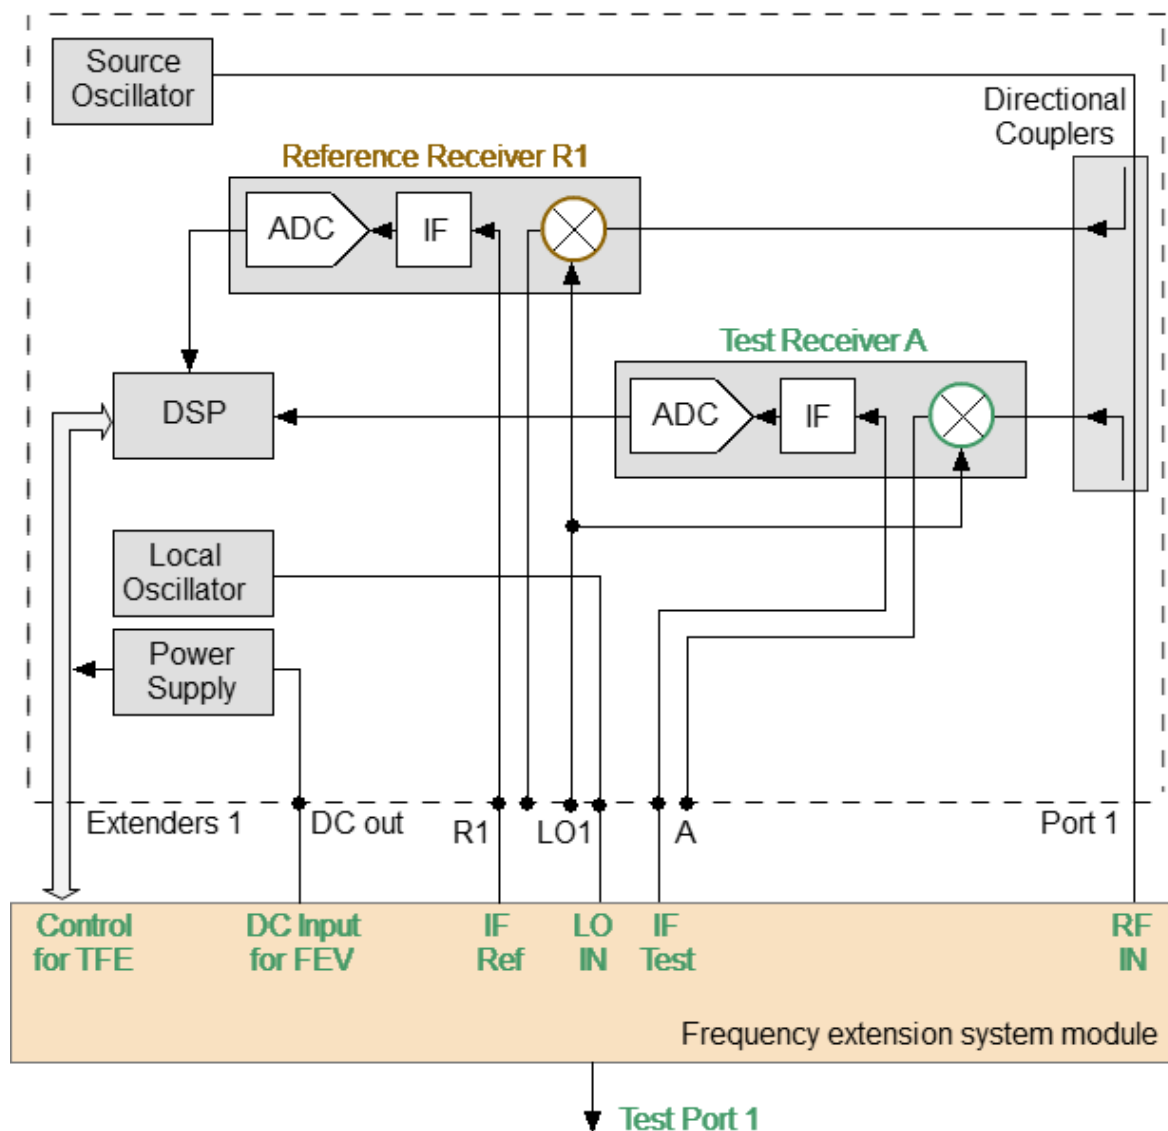 Source
Oscillator
Directional
Couplers
Reference Receiver R1
ADC
IF
Test Receiver A
DSP
ADC
IF
Local
Oscillator
Power
Supply
Extenders 1
DC out
R1
LO1
A
Port 1
Control
for TFE
DC Input
for FEV
IF
Ref
LO
IN
IF
Test
RF
IN
Frequency extension system module
Test Port 1